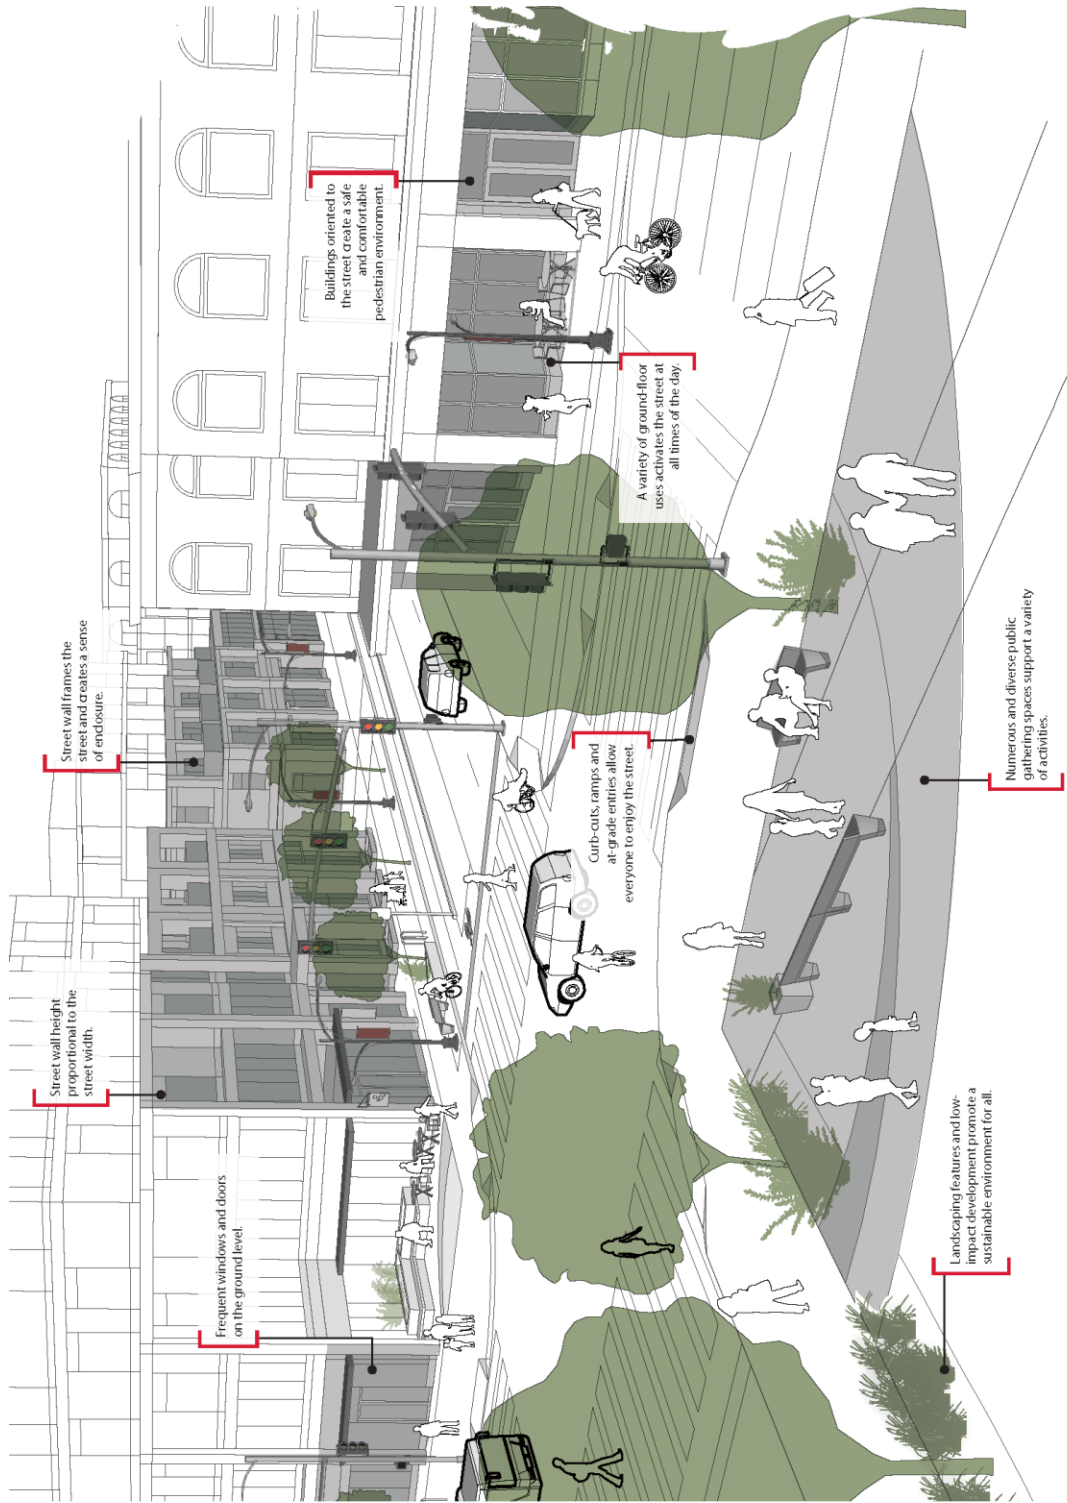 Frequent windows and doors
on the ground level.
Street wall height
proportional to the
street width.
Street wall frames the
street and creates a sense
of enclosure.
Buildings oriented to
the street create a safe
and comfortable
pedestrian environment.
A variety of ground-floor
uses activates the street at
all times of the day.
Curb-cuts, ramps and
at-grade entries allow
everyone to enjoy the street.
Landscaping features and low-
impact development promote a
sustainable environment for all.
Numerous and diverse public
gathering spaces support a variety
of activities.